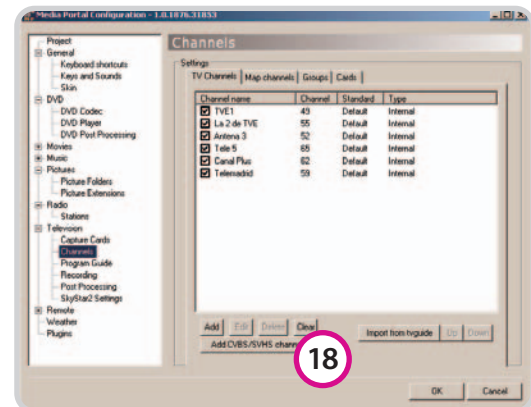 Media Portal Configuration - 1.0.1876.31853
Project
General
Keyboard shortcuts
Keys and Sounds
Skin
DVD
DVD Codec
DVD Player
DVD Post Processing
Movies
Music
Pictures
Picture Folders
Picture Extensions
Radio
Stations
Television
Capture Cards
Channels
Program Guide
Recording
Post Processing
SkyStar2 Settings
Remote
Weather
Plugins
Channels
Settings
TV Channels Map channels Groups Cards
Channel name Channel Standard Type
TVE1 49 Default Internal
La 2 de TVE 55 Default Internal
Antena 3 52 Default Internal
Tele 5 65 Default Internal
Canal Plus 62 Default Internal
Telemadrid 59 Default Internal
Add Edit Delete Clear Import from tvguide Up Down
Add CVBS/SVHS chann
18
OK Cancel